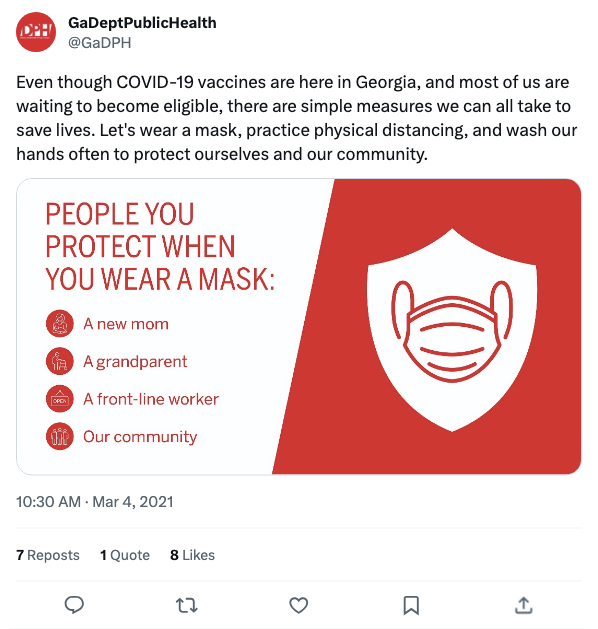 DPH
GaDeptPublicHealth
@GaDPH
Even though COVID-19 vaccines are here in Georgia, and most of us are
waiting to become eligible, there are simple measures we can all take to
save lives. Let's wear a mask, practice physical distancing, and wash our
hands often to protect ourselves and our community.
PEOPLE YOU
PROTECT WHEN
YOU WEAR A MASK:
A new mom
A grandparent
OPEN
A front-line worker
Our community
10:30 AM · Mar 4, 2021
7 Reposts 1 Quote 8 Likes